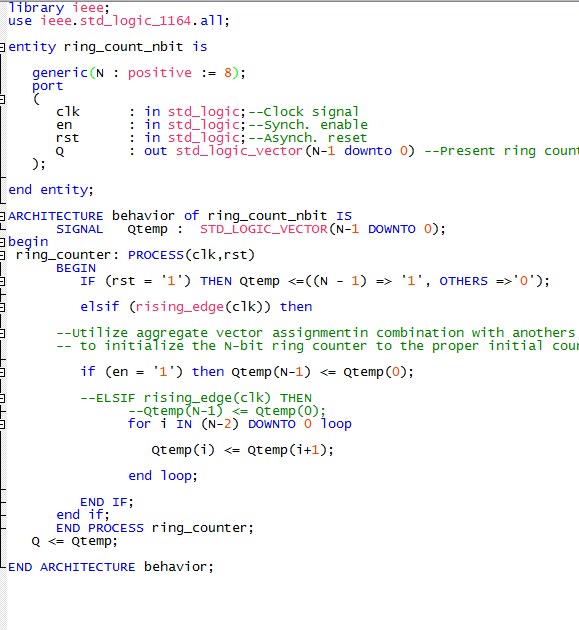 library ieee;
use ieee.std_logic_1164.all;
entity ring_count_nbit is
generic(N : positive := 8);
port
(
clk : in std_logic;--Clock signal
en : in std_logic;--Synch. enable
rst : in std_logic;--Asynch. reset
Q : out std_logic_vector(N-1 downto 0) --Present ring count
);
end entity;
ARCHITECTURE behavior of ring_count_nbit IS
SIGNAL Qtemp : STD_LOGIC_VECTOR(N-1 DOWNTO 0);
begin
ring_counter: PROCESS(clk,rst)
BEGIN
IF (rst = '1') THEN Qtemp <=((N - 1) => '1', OTHERS =>'0');
elsif (rising_edge(clk)) then
--Utilize aggregate vector assignmentin combination with anothers
-- to initialize the N-bit ring counter to the proper initial coun
if (en = '1') then Qtemp(N-1) <= Qtemp(0);
--ELSIF rising_edge(clk) THEN
--Qtemp(N-1) <= Qtemp(0);
for i IN (N-2) DOWNTO 0 loop
Qtemp(i) <= Qtemp(i+1);
end loop;
END IF;
end if;
END PROCESS ring_counter;
Q <= Qtemp;
END ARCHITECTURE behavior;